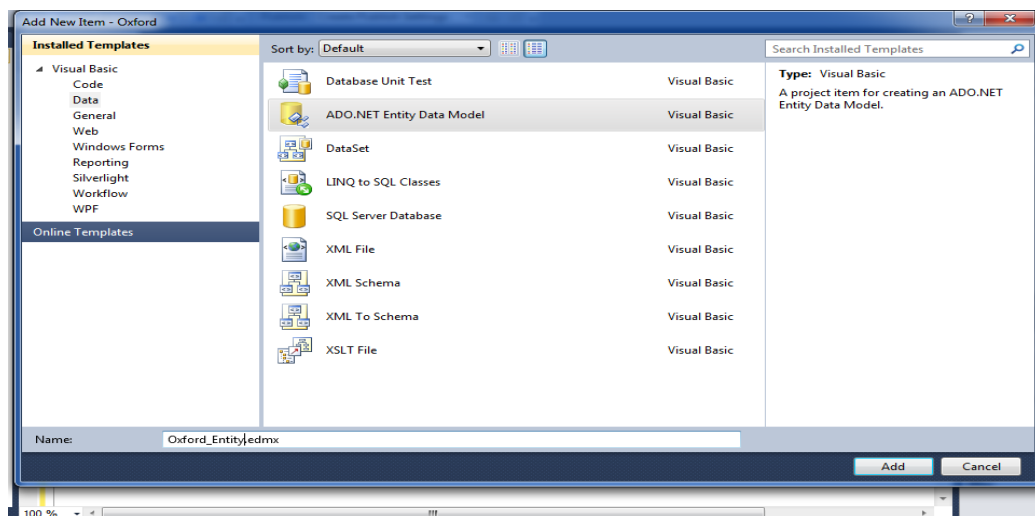 Add New Item - Oxford
Installed Templates
Visual Basic
Code
Data
General
Web
Windows Forms
Reporting
Silverlight
Workflow
WPF
Online Templates
Sort by: Default
Database Unit Test Visual Basic
ADO.NET Entity Data Model Visual Basic
DataSet Visual Basic
LINQ to SQL Classes Visual Basic
SQL Server Database Visual Basic
XML File Visual Basic
XML Schema Visual Basic
XML To Schema Visual Basic
XSLT File Visual Basic
Search Installed Templates
Type: Visual Basic
A project item for creating an ADO.NET
Entity Data Model.
Name: Oxford_Entity.edmx
Add Cancel
100 %